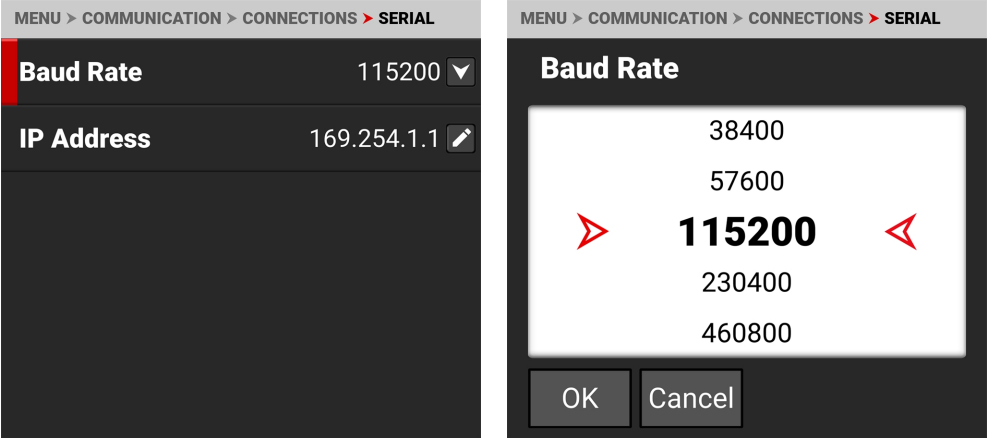 MENU > COMMUNICATION > CONNECTIONS > SERIAL
Baud Rate 115200
IP Address 169.254.1.1
MENU > COMMUNICATION > CONNECTIONS > SERIAL
Baud Rate
38400
57600
115200
230400
460800
OK Cancel